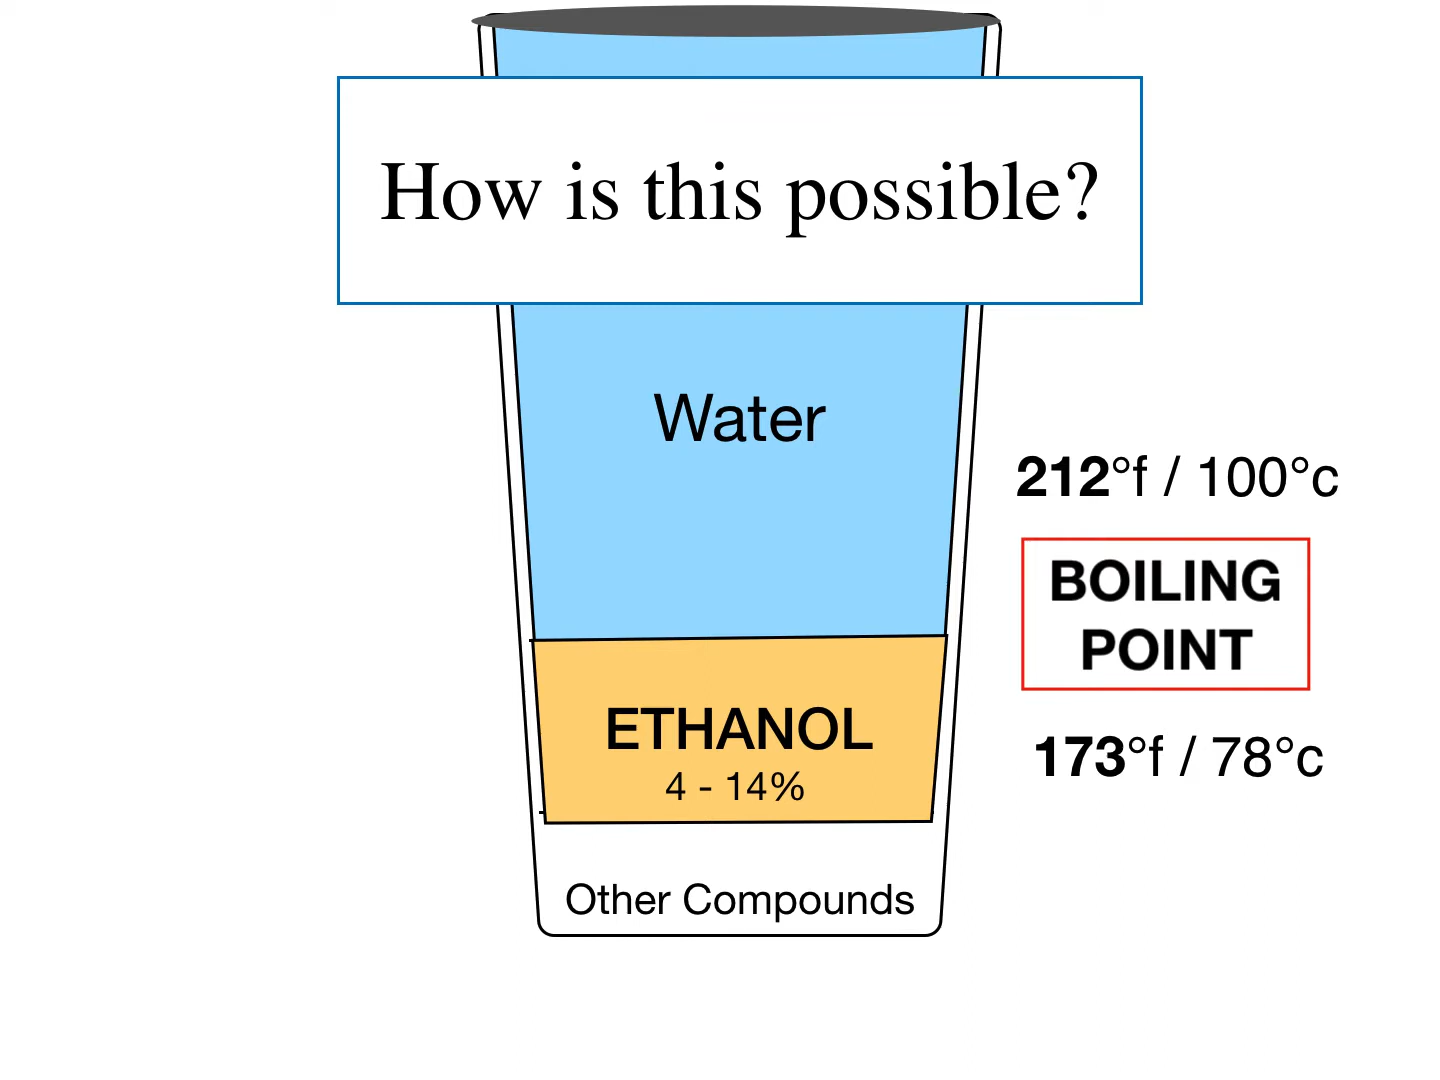 How is this possible?
Water
212°f / 100°c
BOILING
POINT
ETHANOL
173°f / 78°c
4 - 14%
Other Compounds